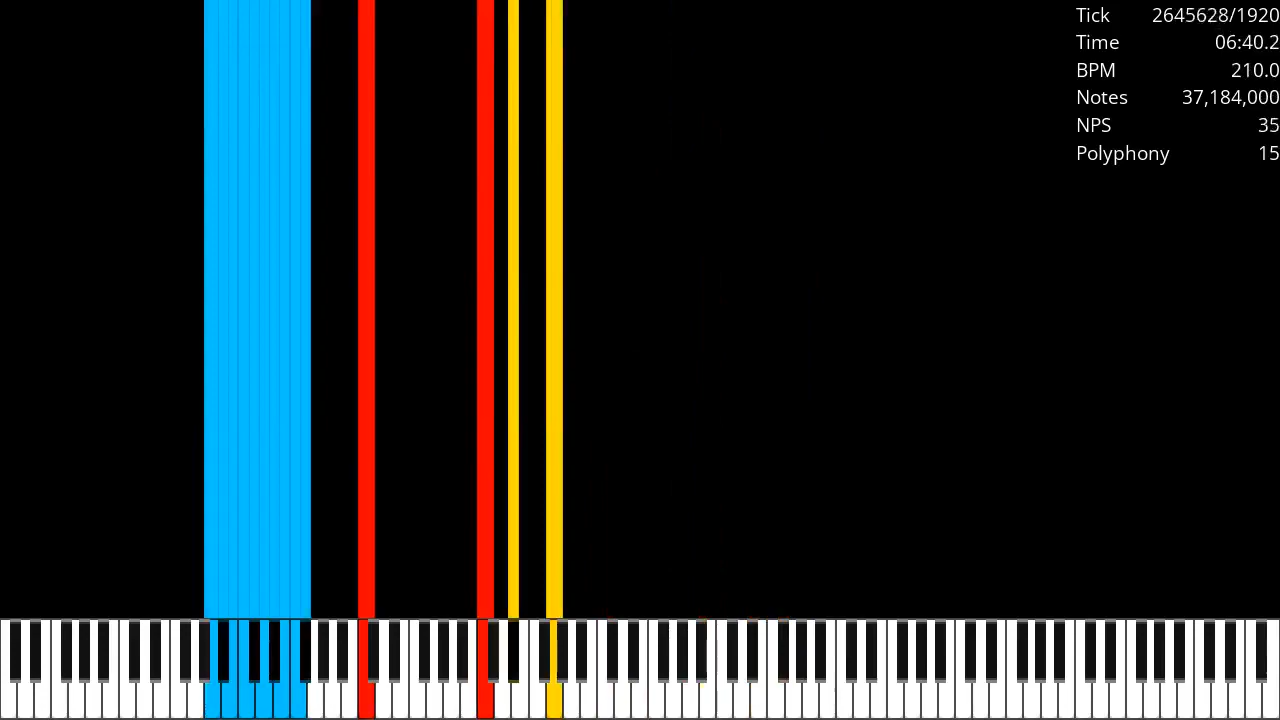 Tick 2645628/1920
Time 06:40.2
BPM 210.0
Notes 37,184,000
NPS 35
Polyphony 15